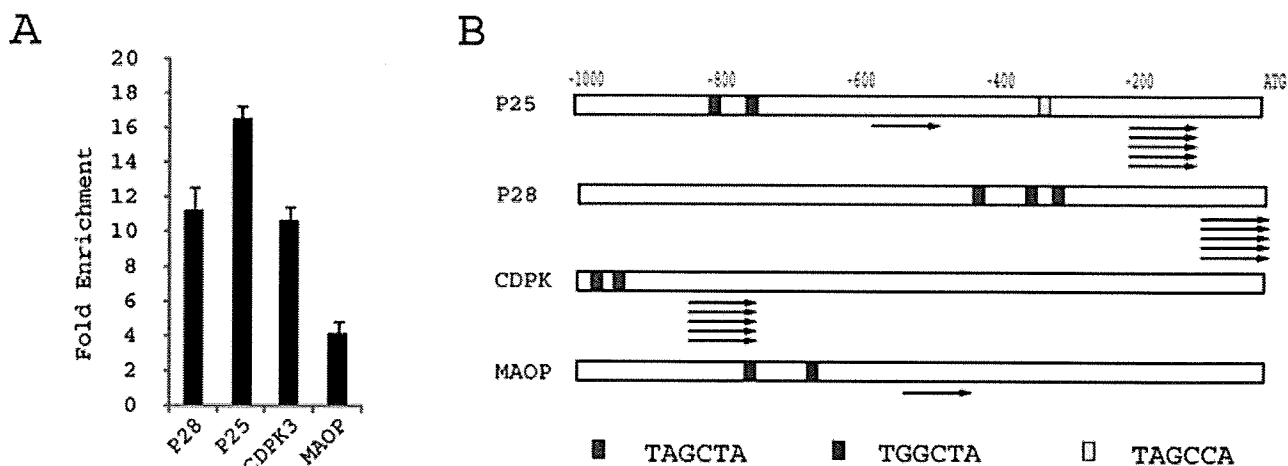 A
20
18
16
14
12
10
8
6
4
2
0
Fold Enrichment
P28
P25
CDPK3
MAOP
B
-1000 -800 -600 -400 -200 ATG
P25
P28
CDPK
MAOP
TAGCTA TGGCTA TAGCCA